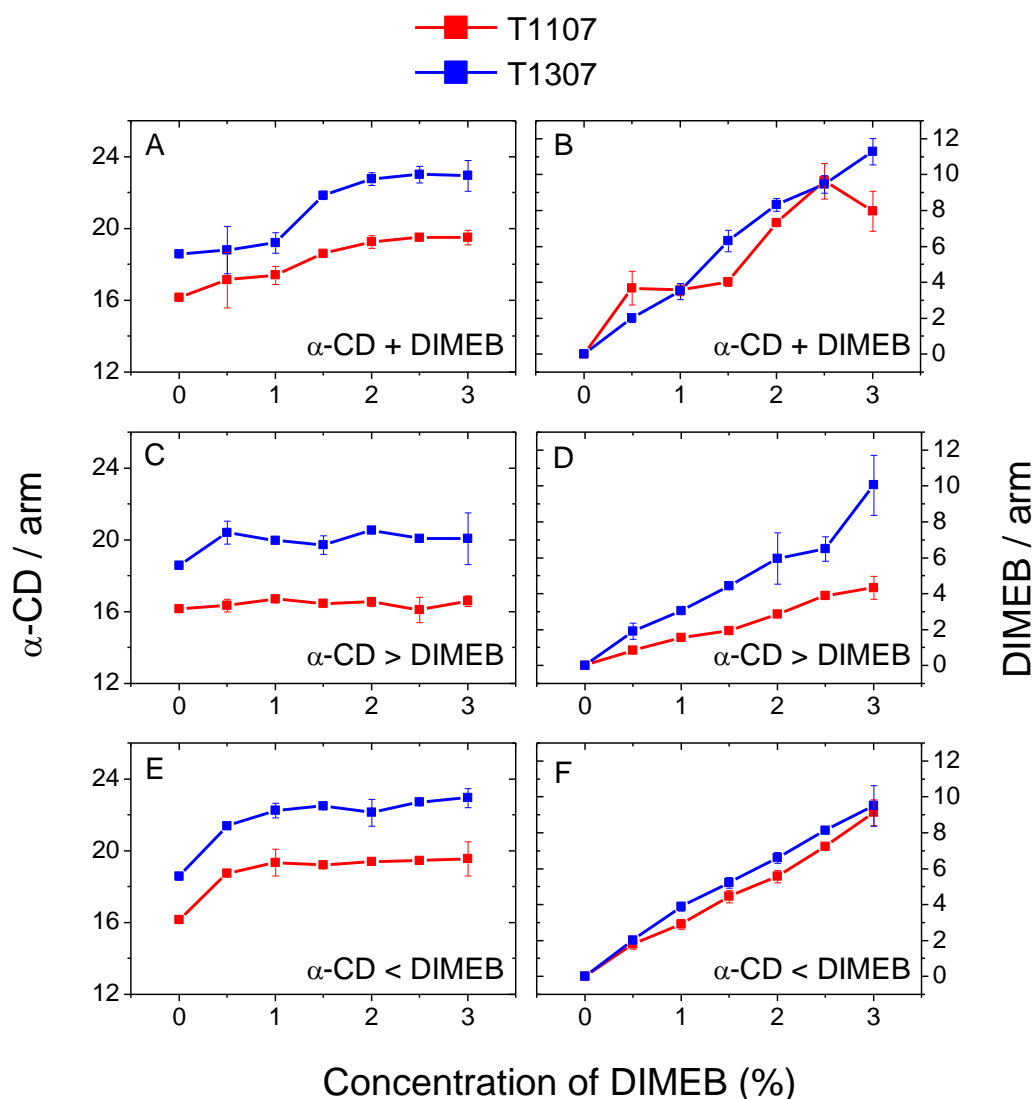 T1107
T1307
A
24
20
16
12
0 1 2 3
α-CD + DIMEB
B
12
10
8
6
4
2
0
0 1 2 3
α-CD + DIMEB
C
24
20
16
12
0 1 2 3
α-CD > DIMEB
D
12
10
8
6
4
2
0
0 1 2 3
α-CD > DIMEB
E
24
20
16
12
0 1 2 3
α-CD < DIMEB
F
12
10
8
6
4
2
0
0 1 2 3
α-CD < DIMEB
α-CD / arm
DIMEB / arm
Concentration of DIMEB (%)